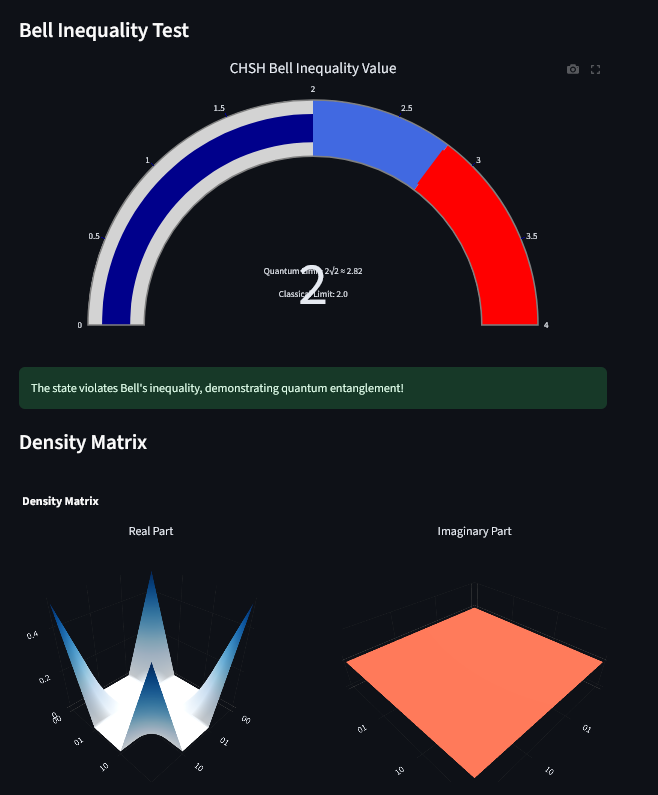 Bell Inequality Test
CHSH Bell Inequality Value
2
1.5
2.5
1
3
0.5
3.5
Quantum Limit: 2√2 ≈ 2.82
2
Classical Limit: 2.0
0
4
The state violates Bell's inequality, demonstrating quantum entanglement!
Density Matrix
Density Matrix
Real Part
Imaginary Part
0.4
0.2
0
00
00
01
01
10
10
01
01
10
10